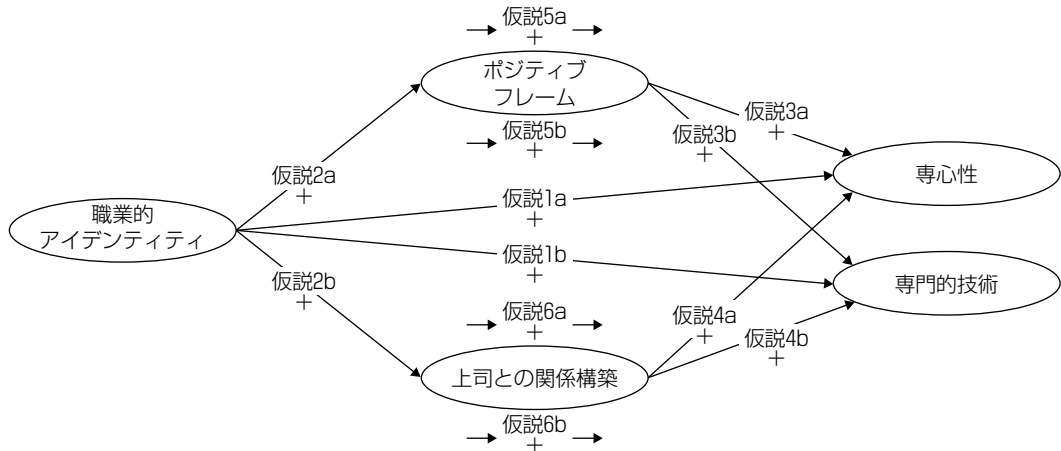 仮説5a
+
ポジティブ
フレーム
仮説5b
+
仮説3a
+
仮説3b
+
専心性
仮説2a
+
仮説1a
+
職業的
アイデンティティ
仮説1b
+
仮説2b
+
専門的技術
仮説6a
+
仮説4a
+
仮説4b
+
上司との関係構築
仮説6b
+